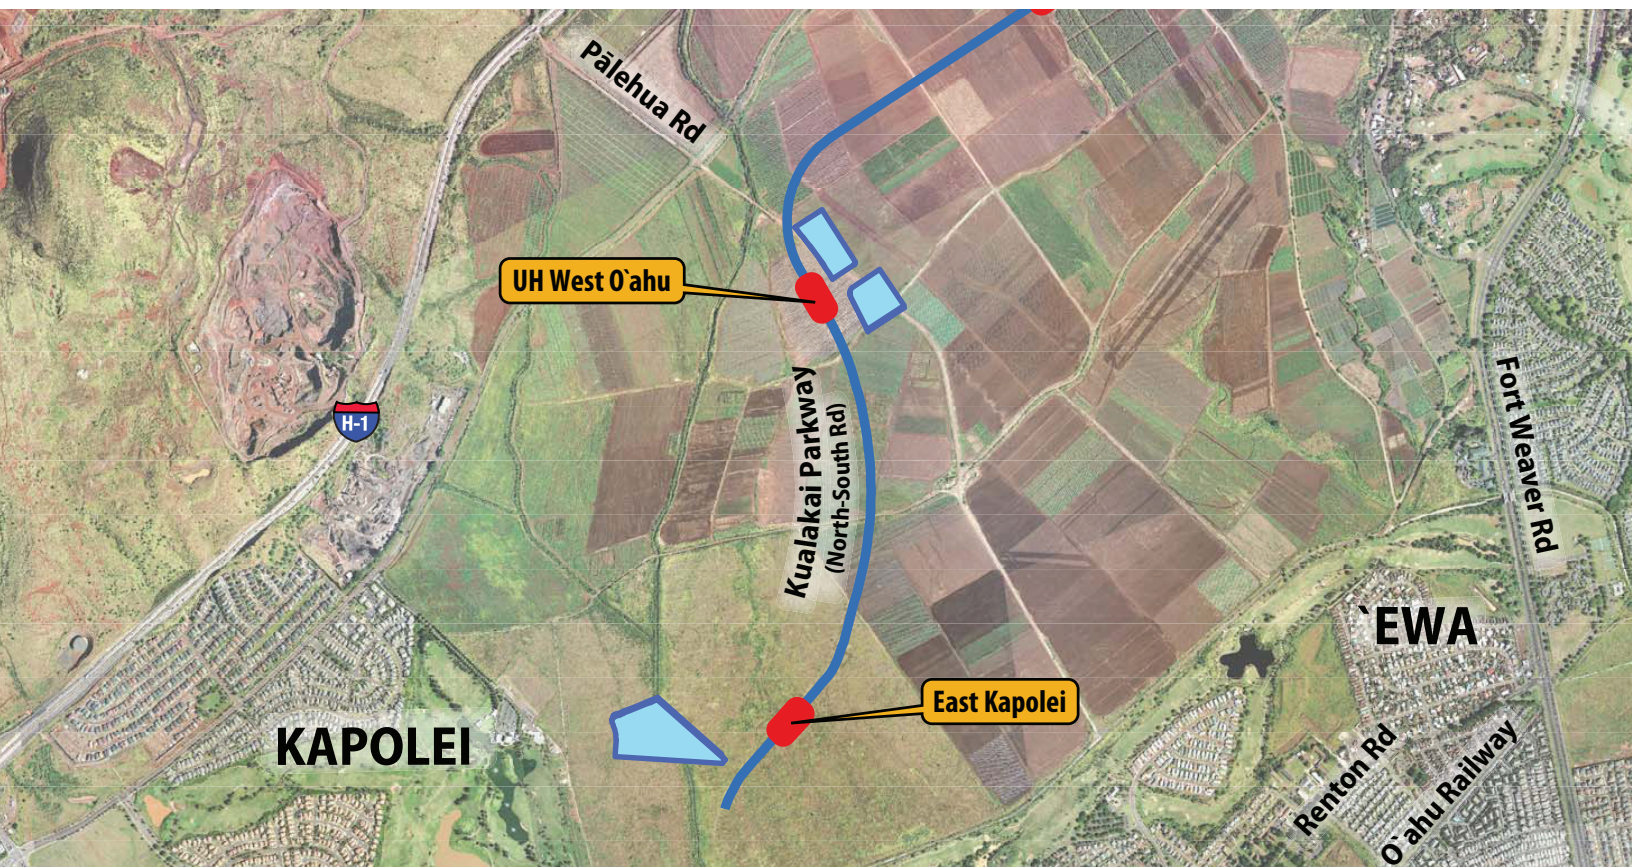 Pālehua Rd
UH West O`ahu
H-1
Kualakai Parkway
(North-South Rd)
Fort Weaver Rd
`EWA
East Kapolei
KAPOLEI
Renton Rd
O`ahu Railway